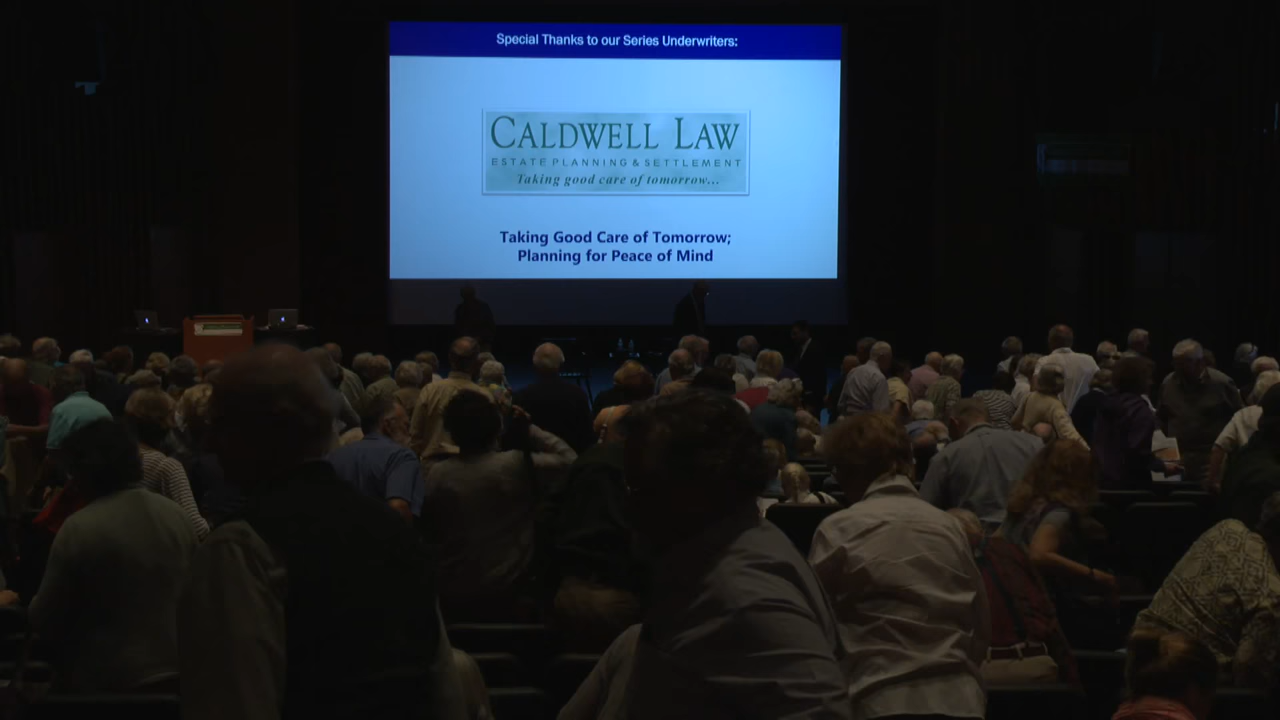 Special Thanks to our Series Underwriters:
CALDWELL LAW
ESTATE PLANNING & SETTLEMENT
Taking good care of tomorrow...
Taking Good Care of Tomorrow;
Planning for Peace of Mind